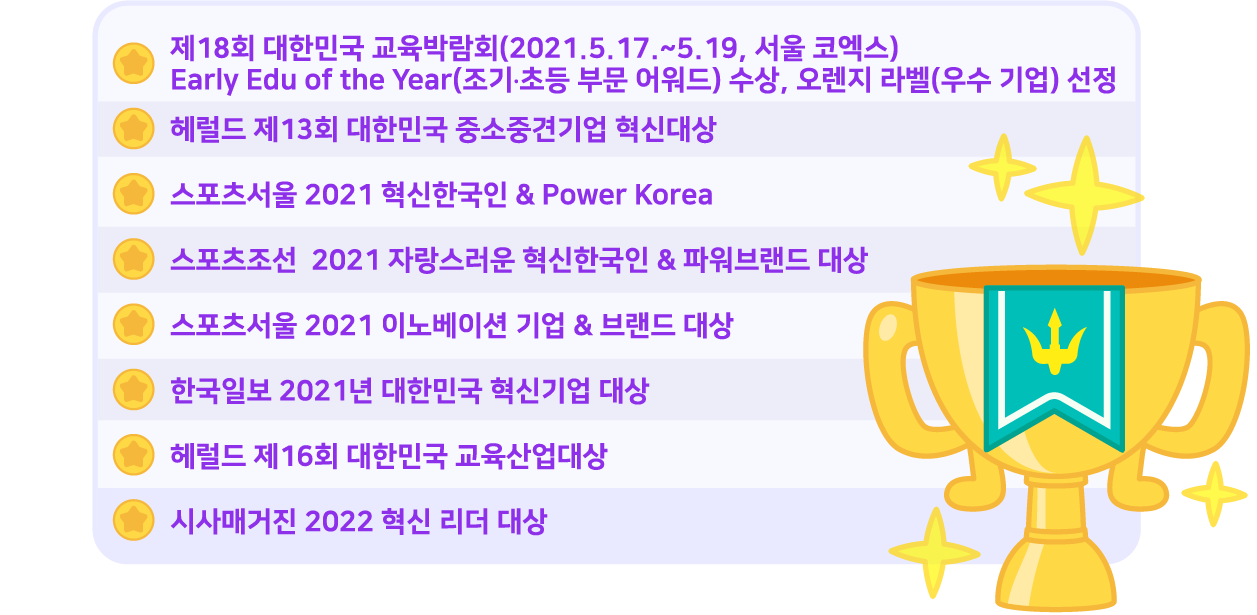 제18회 대한민국 교육박람회(2021.5.17.~5.19, 서울 코엑스)
Early Edu of the Year(조기·초등 부문 어워드) 수상, 오렌지 라벨(우수 기업) 선정
헤럴드 제13회 대한민국 중소중견기업 혁신대상
스포츠서울 2021 혁신한국인 & Power Korea
스포츠조선  2021 자랑스러운 혁신한국인 & 파워브랜드 대상
스포츠서울 2021 이노베이션 기업 & 브랜드 대상
한국일보 2021년 대한민국 혁신기업 대상
헤럴드 제16회 대한민국 교육산업대상
시사매거진 2022 혁신 리더 대상